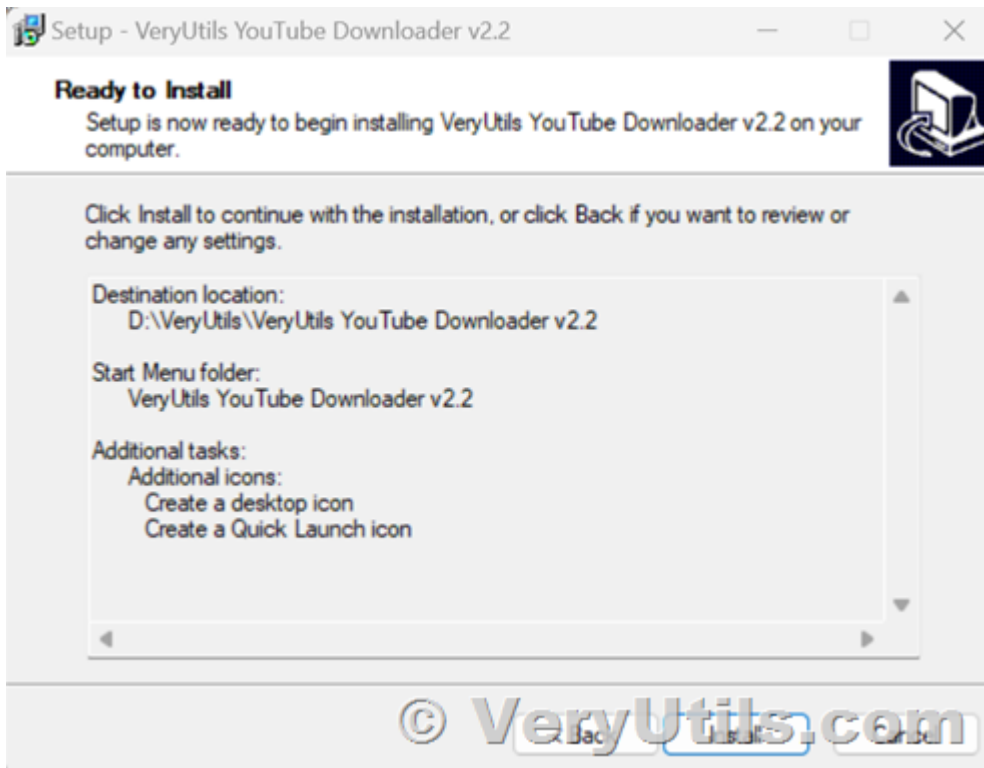 Setup - VeryUtils YouTube Downloader v2.2
Ready to Install
Setup is now ready to begin installing VeryUtils YouTube Downloader v2.2 on your
computer.
Click Install to continue with the installation, or click Back if you want to review or
change any settings.
Destination location:
D:\VeryUtils\VeryUtils YouTube Downloader v2.2
Start Menu folder:
VeryUtils YouTube Downloader v2.2
Additional tasks:
Additional icons:
Create a desktop icon
Create a Quick Launch icon
© VeryUtils.com
< Back Install Cancel